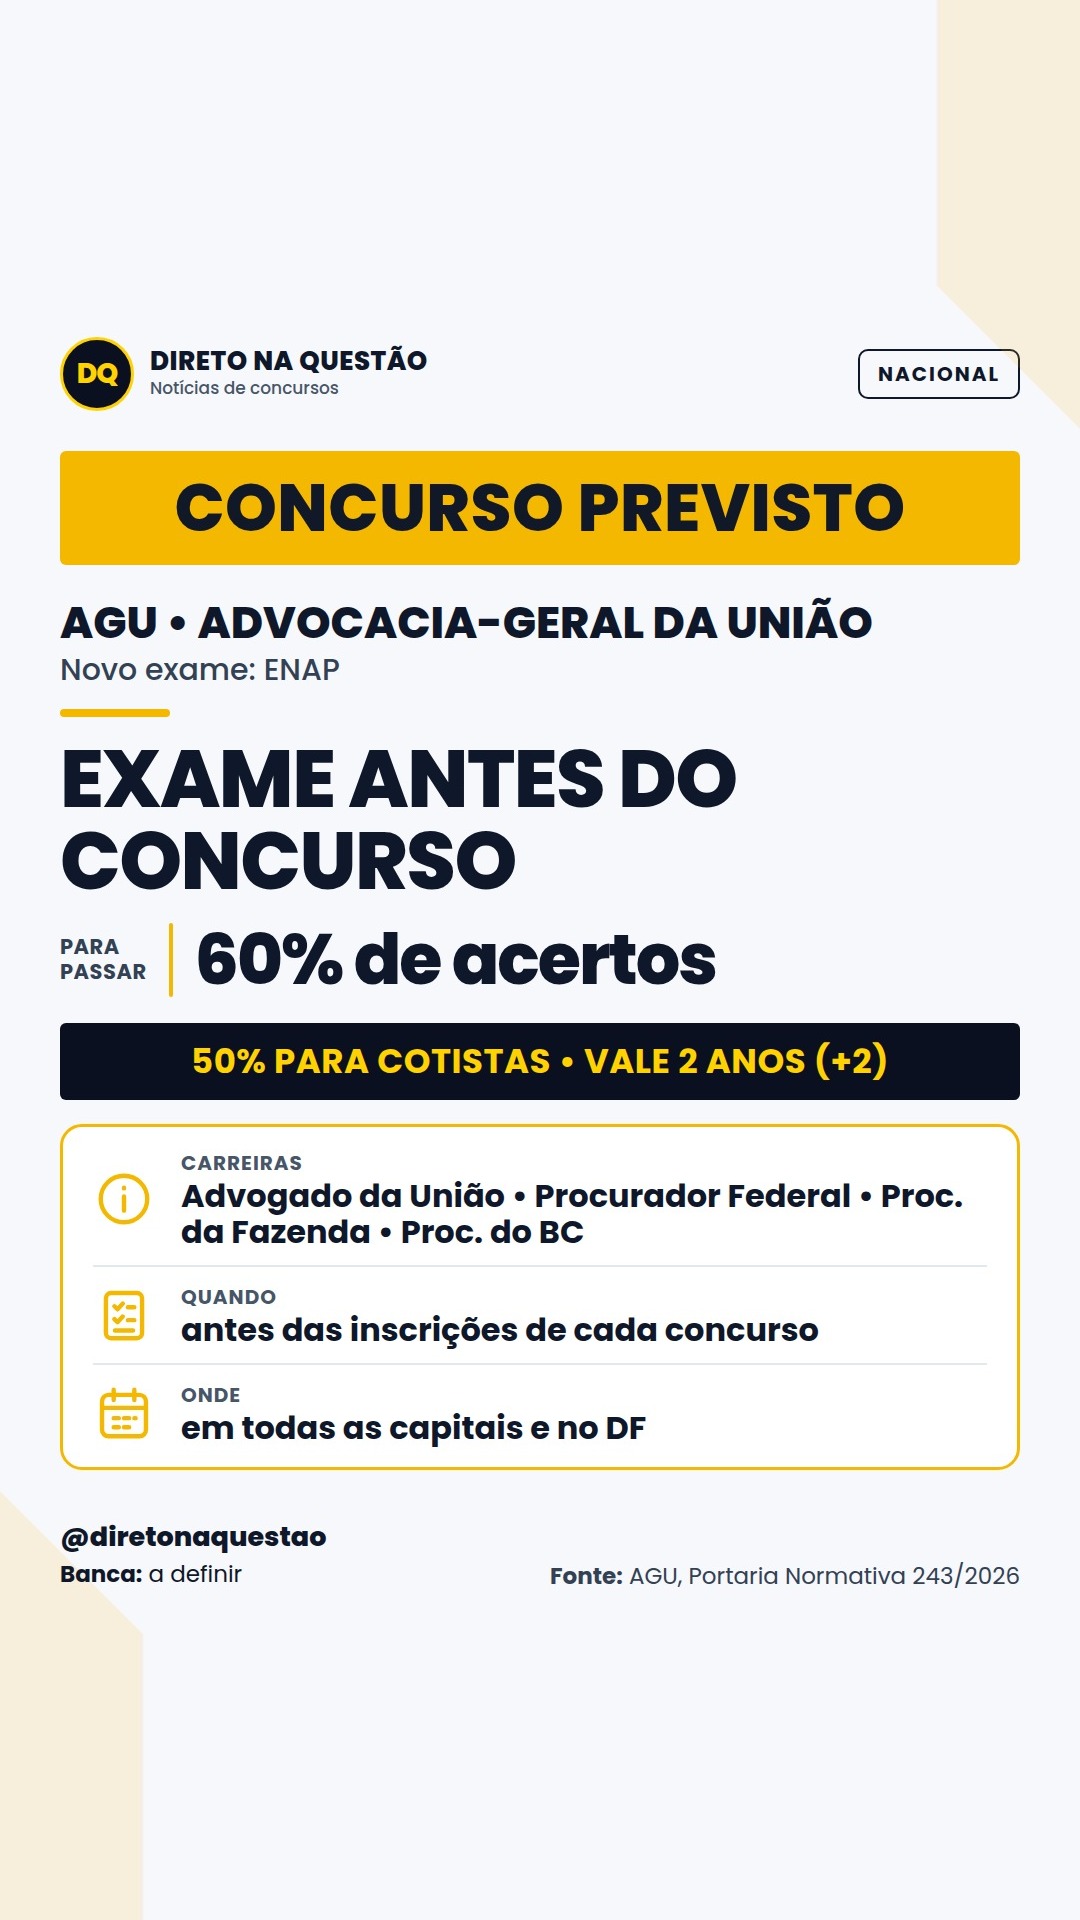 DQ
DIRETO NA QUESTÃO
Notícias de concursos
NACIONAL
CONCURSO PREVISTO
AGU • ADVOCACIA-GERAL DA UNIÃO
Novo exame: ENAP
EXAME ANTES DO
CONCURSO
PARA
PASSAR
60% de acertos
50% PARA COTISTAS • VALE 2 ANOS (+2)
CARREIRAS
Advogado da União • Procurador Federal • Proc.
da Fazenda • Proc. do BC
QUANDO
antes das inscrições de cada concurso
ONDE
em todas as capitais e no DF
@diretonaquestao
Banca: a definir
Fonte: AGU, Portaria Normativa 243/2026